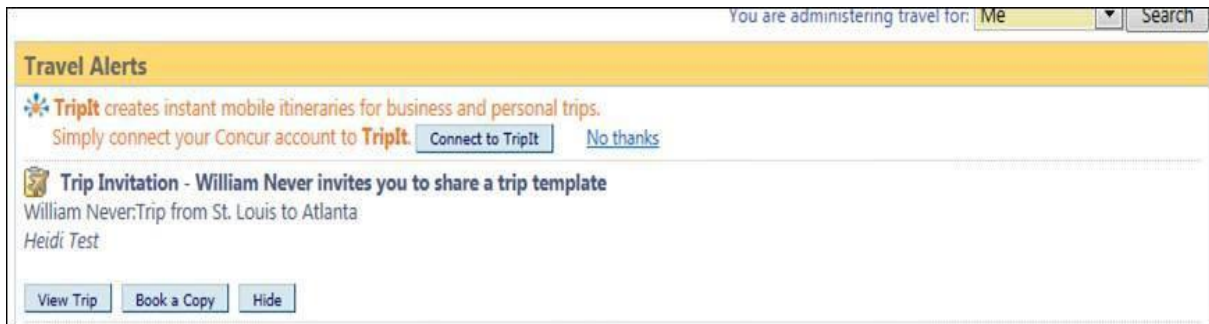 You are administering travel for: Me Search
Travel Alerts
TripIt creates instant mobile itineraries for business and personal trips.
Simply connect your Concur account to TripIt. Connect to TripIt No thanks
Trip Invitation - William Never invites you to share a trip template
William Never:Trip from St. Louis to Atlanta
Heidi Test
View Trip Book a Copy Hide